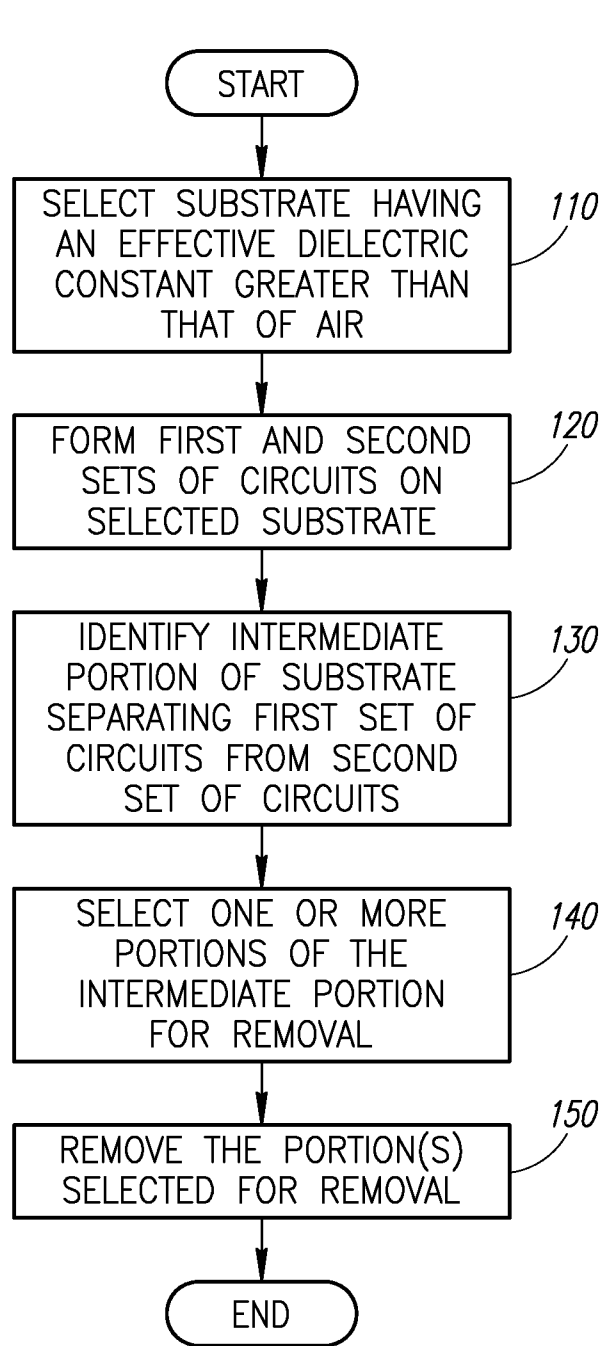 START
SELECT SUBSTRATE HAVING
AN EFFECTIVE DIELECTRIC
CONSTANT GREATER THAN
THAT OF AIR
110
FORM FIRST AND SECOND
SETS OF CIRCUITS ON
SELECTED SUBSTRATE
120
IDENTIFY INTERMEDIATE
PORTION OF SUBSTRATE
SEPARATING FIRST SET OF
CIRCUITS FROM SECOND
SET OF CIRCUITS
130
SELECT ONE OR MORE
PORTIONS OF THE
INTERMEDIATE PORTION
FOR REMOVAL
140
REMOVE THE PORTION(S)
SELECTED FOR REMOVAL
150
END